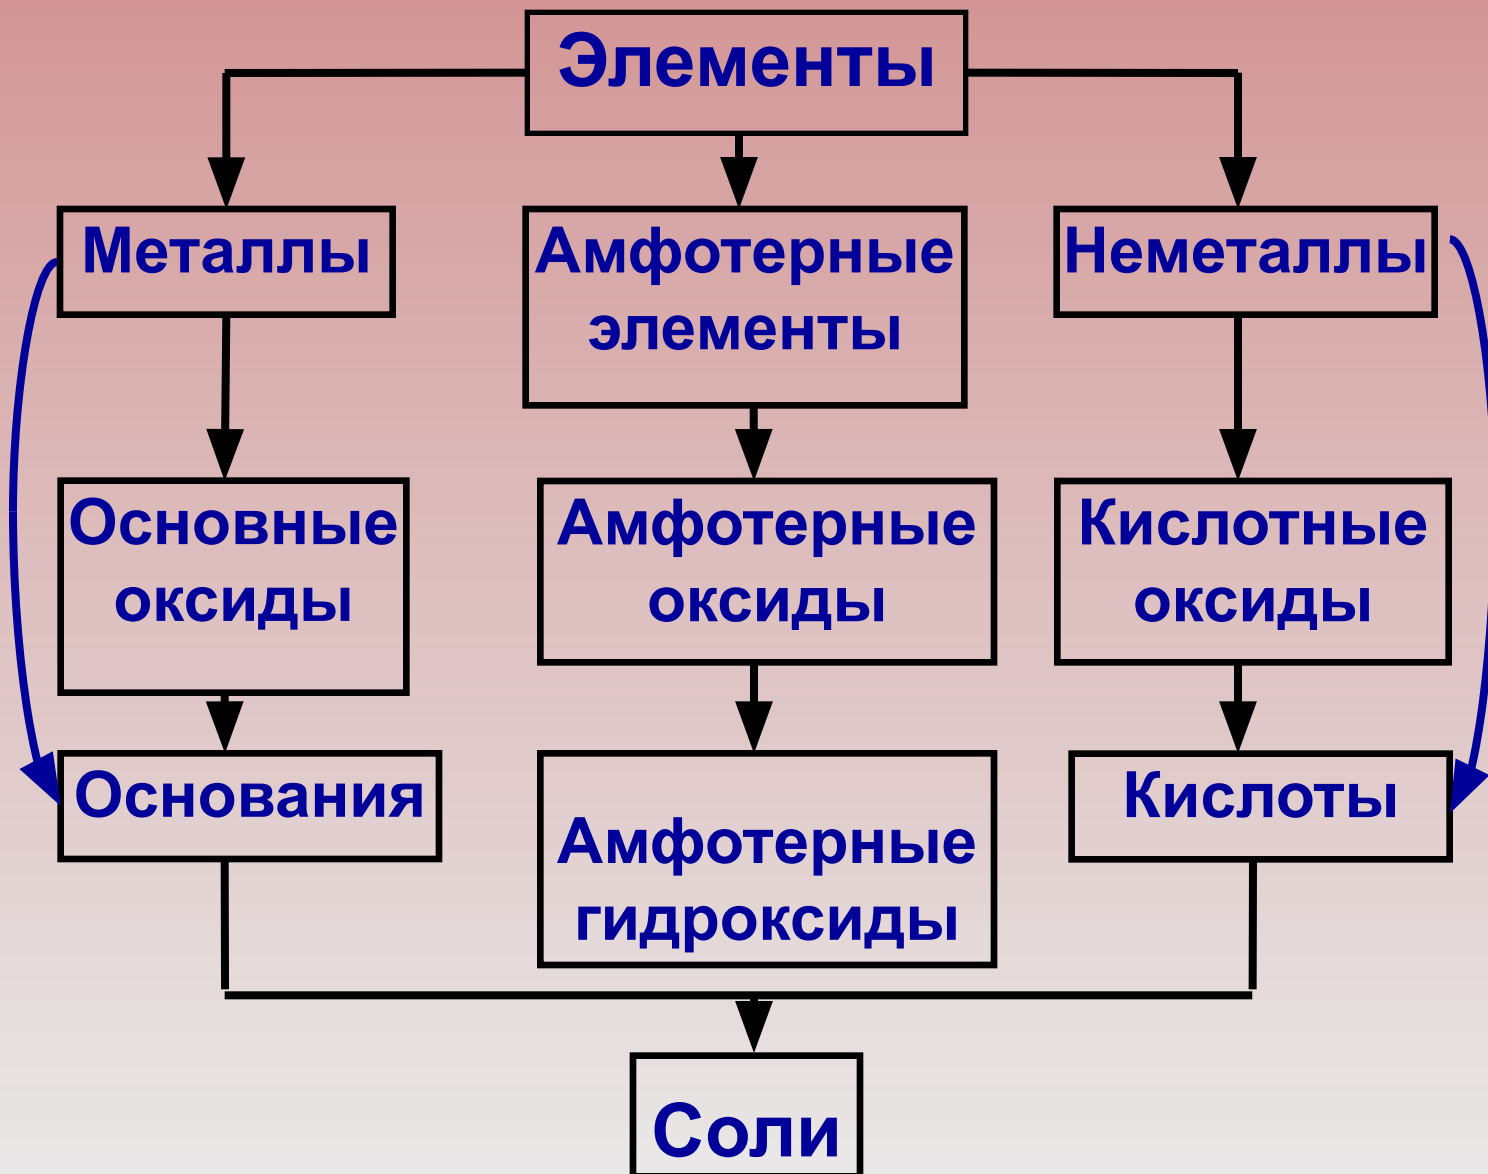 Элементы
Металлы
Амфотерные
элементы
Неметаллы
Основные
оксиды
Амфотерные
оксиды
Кислотные
оксиды
Основания
Амфотерные
гидроксиды
Кислоты
Соли